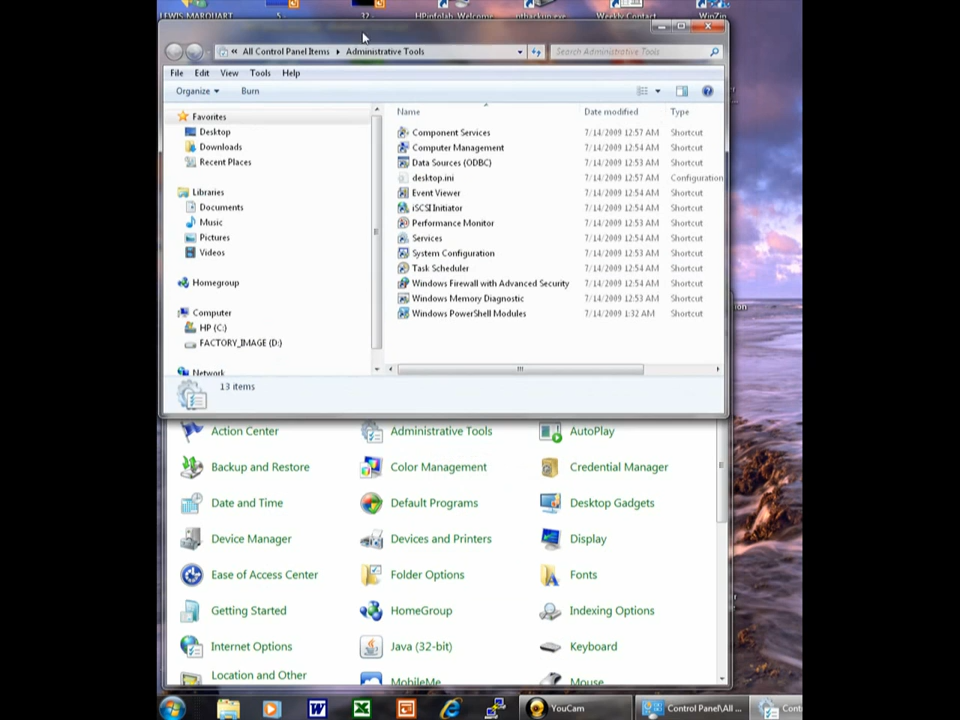 LEWIS_MARQUART
5 -
32 -
HPinfolab
Welcome
ntbackup.exe
Weekly Contact
WinZip
« All Control Panel Items ▸ Administrative Tools
Search Administrative Tools
File Edit View Tools Help
Organize Burn
Favorites
Desktop
Downloads
Recent Places
Libraries
Documents
Music
Pictures
Videos
Homegroup
Computer
HP (C:)
FACTORY_IMAGE (D:)
Network
Name Date modified Type
Component Services 7/14/2009 12:57 AM Shortcut
Computer Management 7/14/2009 12:54 AM Shortcut
Data Sources (ODBC) 7/14/2009 12:53 AM Shortcut
desktop.ini 7/14/2009 12:57 AM Configuration
Event Viewer 7/14/2009 12:54 AM Shortcut
iSCSI Initiator 7/14/2009 12:54 AM Shortcut
Performance Monitor 7/14/2009 12:53 AM Shortcut
Services 7/14/2009 12:54 AM Shortcut
System Configuration 7/14/2009 12:53 AM Shortcut
Task Scheduler 7/14/2009 12:54 AM Shortcut
Windows Firewall with Advanced Security 7/14/2009 12:54 AM Shortcut
Windows Memory Diagnostic 7/14/2009 12:53 AM Shortcut
Windows PowerShell Modules 7/14/2009 1:32 AM Shortcut
13 items
Action Center Administrative Tools AutoPlay
Backup and Restore Color Management Credential Manager
Date and Time Default Programs Desktop Gadgets
Device Manager Devices and Printers Display
Ease of Access Center Folder Options Fonts
Getting Started HomeGroup Indexing Options
Internet Options Java (32-bit) Keyboard
Location and Other MobileMe Mouse
YouCam
Control Panel\All ...
Cont